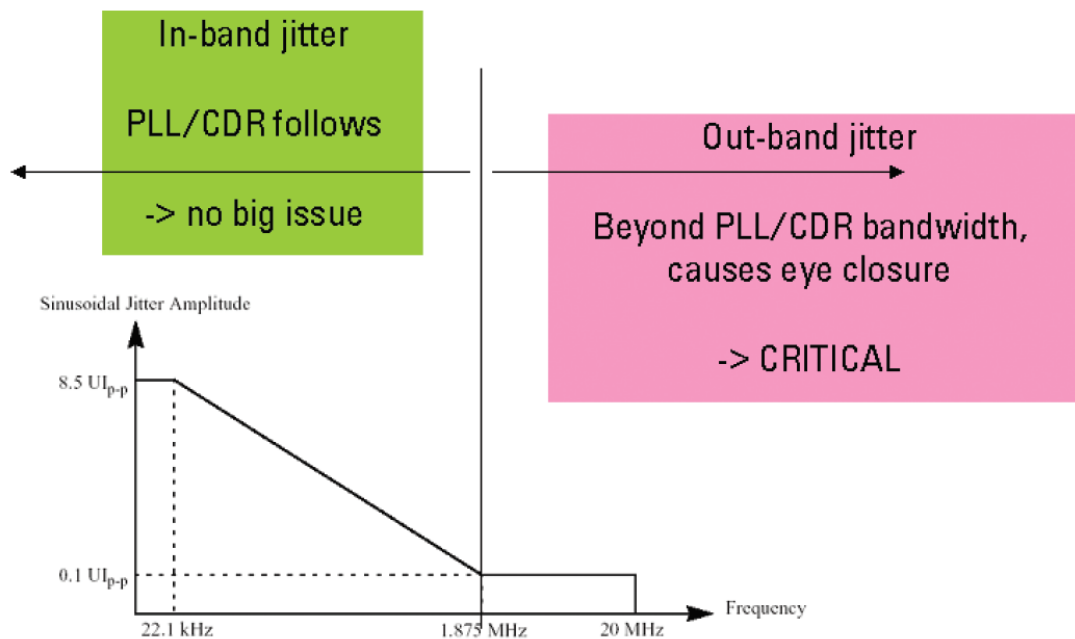 In-band jitter
PLL/CDR follows
-> no big issue
Out-band jitter
Beyond PLL/CDR bandwidth,
causes eye closure
-> CRITICAL
Sinusoidal Jitter Amplitude
8.5 UIp-p
0.1 UIp-p
Frequency
22.1 kHz
1.875 MHz
20 MHz